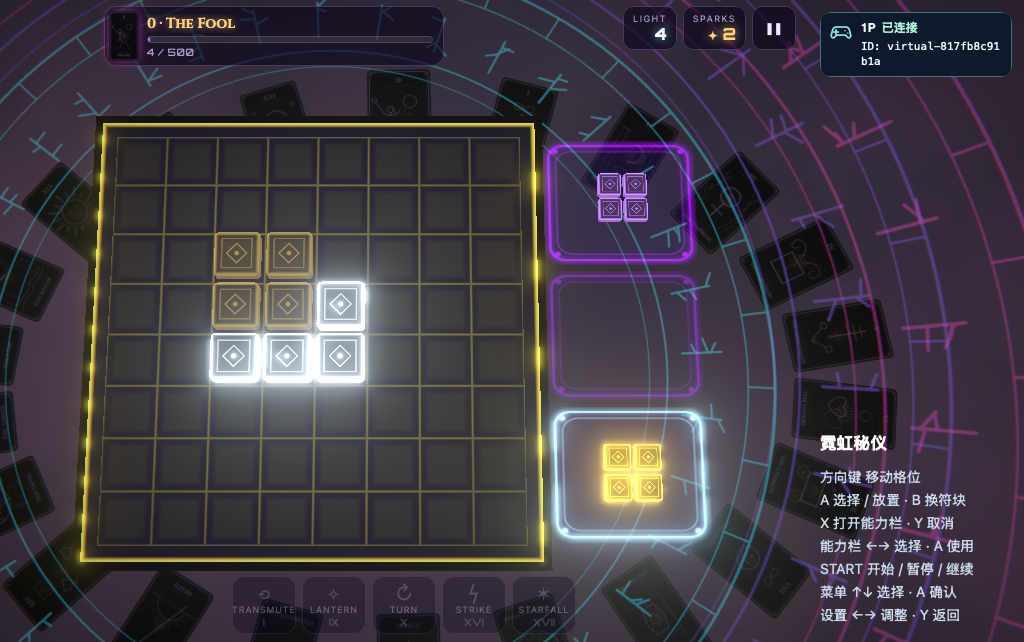 0 · THE FOOL
4 / 500
LIGHT
4
SPARKS
2
1P 已连接
ID: virtual-817fb8c91
b1a
霓虹秘仪
方向键 移动格位
A 选择 / 放置 · B 换符块
X 打开能力栏 · Y 取消
能力栏 ←→ 选择 · A 使用
START 开始 / 暂停 / 继续
菜单 ↑↓ 选择 · A 确认
设置 ←→ 调整 · Y 返回
TRANSMUTE
I
LANTERN
IX
TURN
X
STRIKE
XVI
STARFALL
XVII